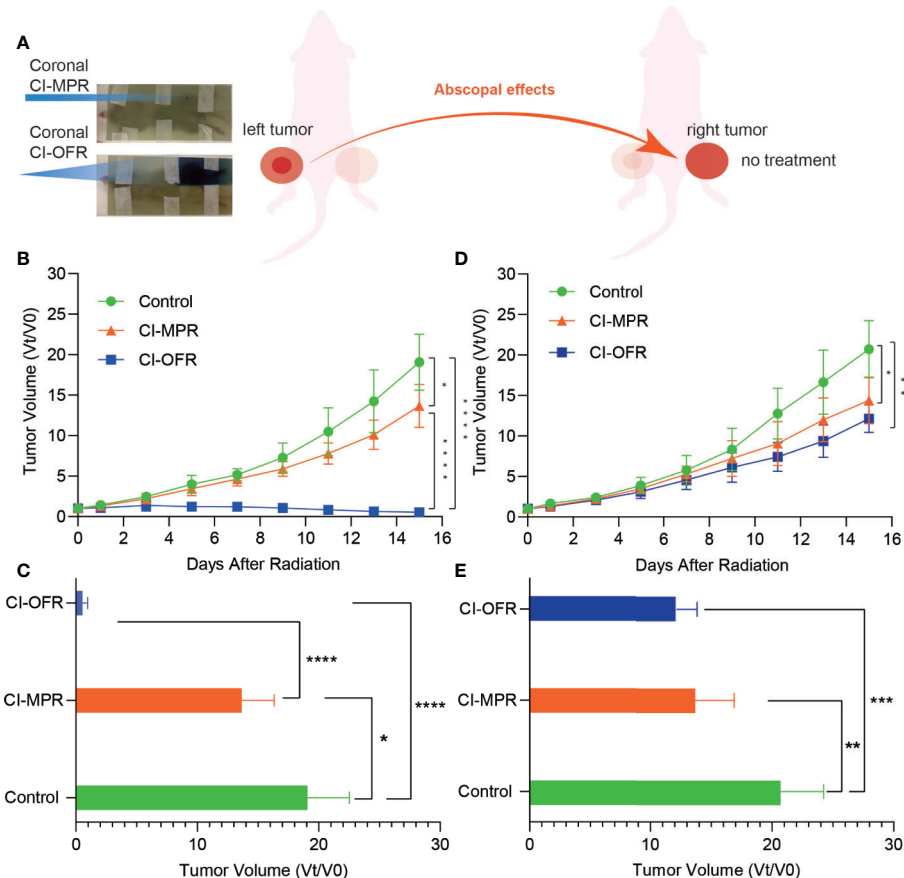 A
Coronal
CI-MPR
Coronal
CI-OFR
left tumor
Abscopal effects
right tumor
no treatment
B
Tumor Volume (Vt/V0)
30
25
20
15
10
5
0
Control
CI-MPR
CI-OFR
*
****
****
0 2 4 6 8 10 12 14 16
Days After Radiation
D
Tumor Volume (Vt/V0)
30
25
20
15
10
5
0
Control
CI-MPR
CI-OFR
*
**
0 2 4 6 8 10 12 14 16
Days After Radiation
C
CI-OFR
CI-MPR
Control
****
****
*
0 10 20 30
Tumor Volume (Vt/V0)
E
CI-OFR
CI-MPR
Control
***
**
0 10 20 30
Tumor Volume (Vt/V0)